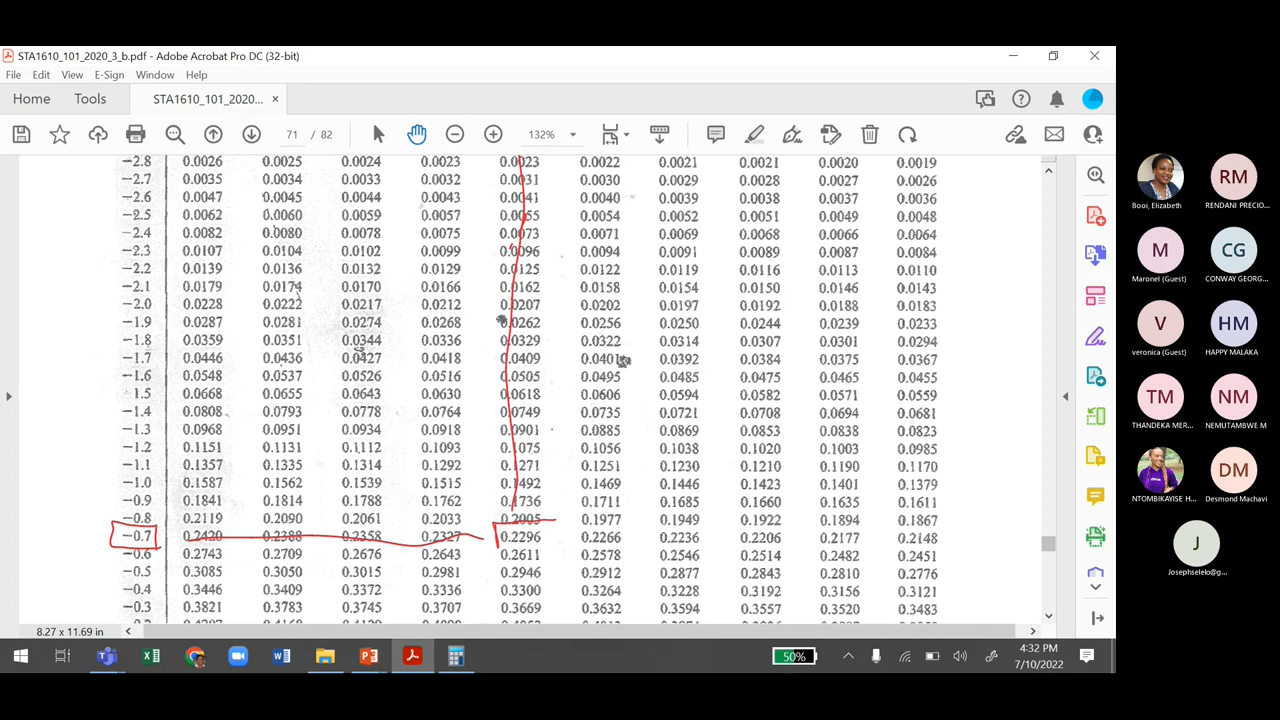 STA1610_101_2020_3_b.pdf - Adobe Acrobat Pro DC (32-bit)
File Edit View E-Sign Window Help
Home Tools STA1610_101_2020... ×
71 / 82 132%
−2.8 0.0026 0.0025 0.0024 0.0023 0.0023 0.0022 0.0021 0.0021 0.0020 0.0019
−2.7 0.0035 0.0034 0.0033 0.0032 0.0031 0.0030 0.0029 0.0028 0.0027 0.0026
−2.6 0.0047 0.0045 0.0044 0.0043 0.0041 0.0040 0.0039 0.0038 0.0037 0.0036
−2.5 0.0062 0.0060 0.0059 0.0057 0.0055 0.0054 0.0052 0.0051 0.0049 0.0048
−2.4 0.0082 0.0080 0.0078 0.0075 0.0073 0.0071 0.0069 0.0068 0.0066 0.0064
−2.3 0.0107 0.0104 0.0102 0.0099 0.0096 0.0094 0.0091 0.0089 0.0087 0.0084
−2.2 0.0139 0.0136 0.0132 0.0129 0.0125 0.0122 0.0119 0.0116 0.0113 0.0110
−2.1 0.0179 0.0174 0.0170 0.0166 0.0162 0.0158 0.0154 0.0150 0.0146 0.0143
−2.0 0.0228 0.0222 0.0217 0.0212 0.0207 0.0202 0.0197 0.0192 0.0188 0.0183
−1.9 0.0287 0.0281 0.0274 0.0268 0.0262 0.0256 0.0250 0.0244 0.0239 0.0233
−1.8 0.0359 0.0351 0.0344 0.0336 0.0329 0.0322 0.0314 0.0307 0.0301 0.0294
−1.7 0.0446 0.0436 0.0427 0.0418 0.0409 0.0401 0.0392 0.0384 0.0375 0.0367
−1.6 0.0548 0.0537 0.0526 0.0516 0.0505 0.0495 0.0485 0.0475 0.0465 0.0455
−1.5 0.0668 0.0655 0.0643 0.0630 0.0618 0.0606 0.0594 0.0582 0.0571 0.0559
−1.4 0.0808 0.0793 0.0778 0.0764 0.0749 0.0735 0.0721 0.0708 0.0694 0.0681
−1.3 0.0968 0.0951 0.0934 0.0918 0.0901 0.0885 0.0869 0.0853 0.0838 0.0823
−1.2 0.1151 0.1131 0.1112 0.1093 0.1075 0.1056 0.1038 0.1020 0.1003 0.0985
−1.1 0.1357 0.1335 0.1314 0.1292 0.1271 0.1251 0.1230 0.1210 0.1190 0.1170
−1.0 0.1587 0.1562 0.1539 0.1515 0.1492 0.1469 0.1446 0.1423 0.1401 0.1379
−0.9 0.1841 0.1814 0.1788 0.1762 0.1736 0.1711 0.1685 0.1660 0.1635 0.1611
−0.8 0.2119 0.2090 0.2061 0.2033 0.2005 0.1977 0.1949 0.1922 0.1894 0.1867
−0.7 0.2420 0.2388 0.2358 0.2327 0.2296 0.2266 0.2236 0.2206 0.2177 0.2148
−0.6 0.2743 0.2709 0.2676 0.2643 0.2611 0.2578 0.2546 0.2514 0.2482 0.2451
−0.5 0.3085 0.3050 0.3015 0.2981 0.2946 0.2912 0.2877 0.2843 0.2810 0.2776
−0.4 0.3446 0.3409 0.3372 0.3336 0.3300 0.3264 0.3228 0.3192 0.3156 0.3121
−0.3 0.3821 0.3783 0.3745 0.3707 0.3669 0.3632 0.3594 0.3557 0.3520 0.3483
8.27 x 11.69 in
50%
4:32 PM
7/10/2022
RM
Booi, Elizabeth RENDANI PRECIO...
M CG
Maronel (Guest) CONWAY GEORG...
V HM
veronica (Guest) HAPPY MALAKA
TM NM
THANDEKA MER... NEMUTAMBWE M
DM
NTOMBIKAYISE H... Desmond Machavi
J
Josephselelo@g...